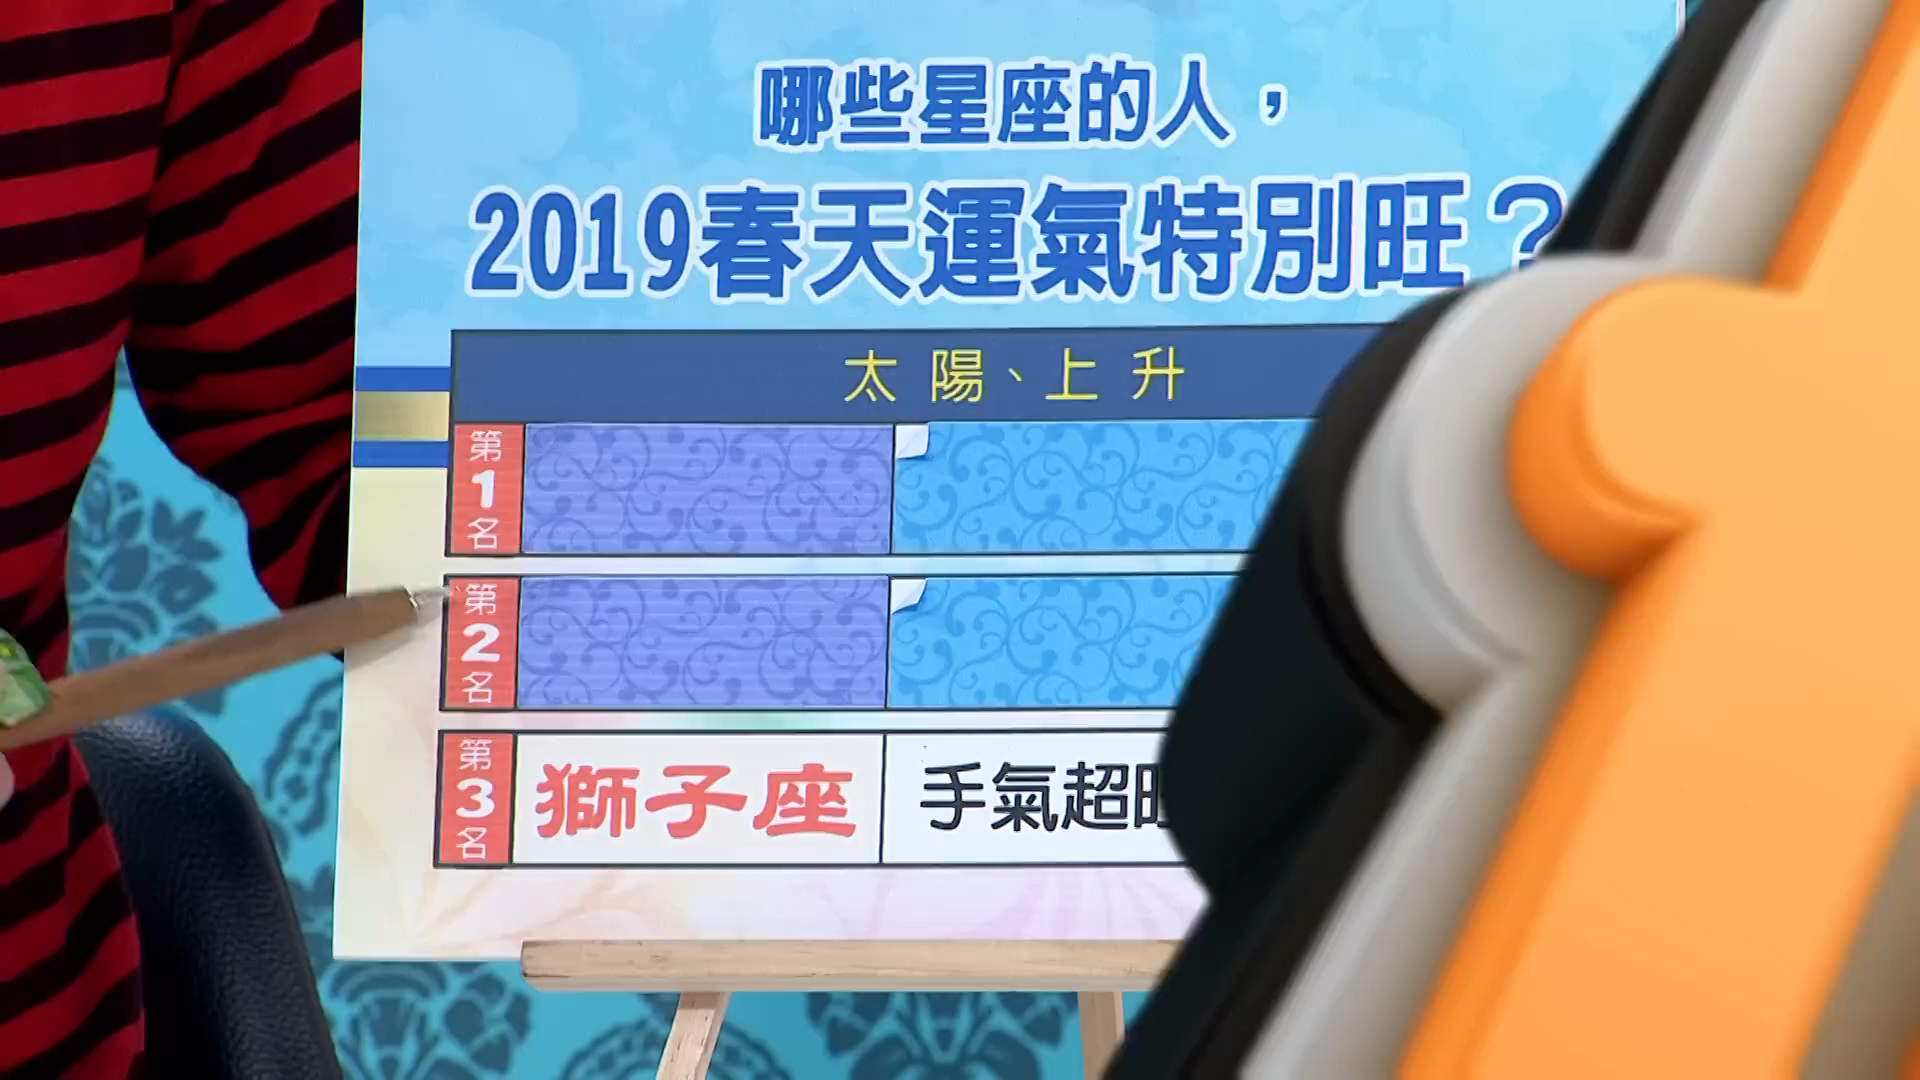 哪些星座的人，
2019春天運氣特別旺？
太陽、上升
第1名
第2名
第3名 獅子座 手氣超旺